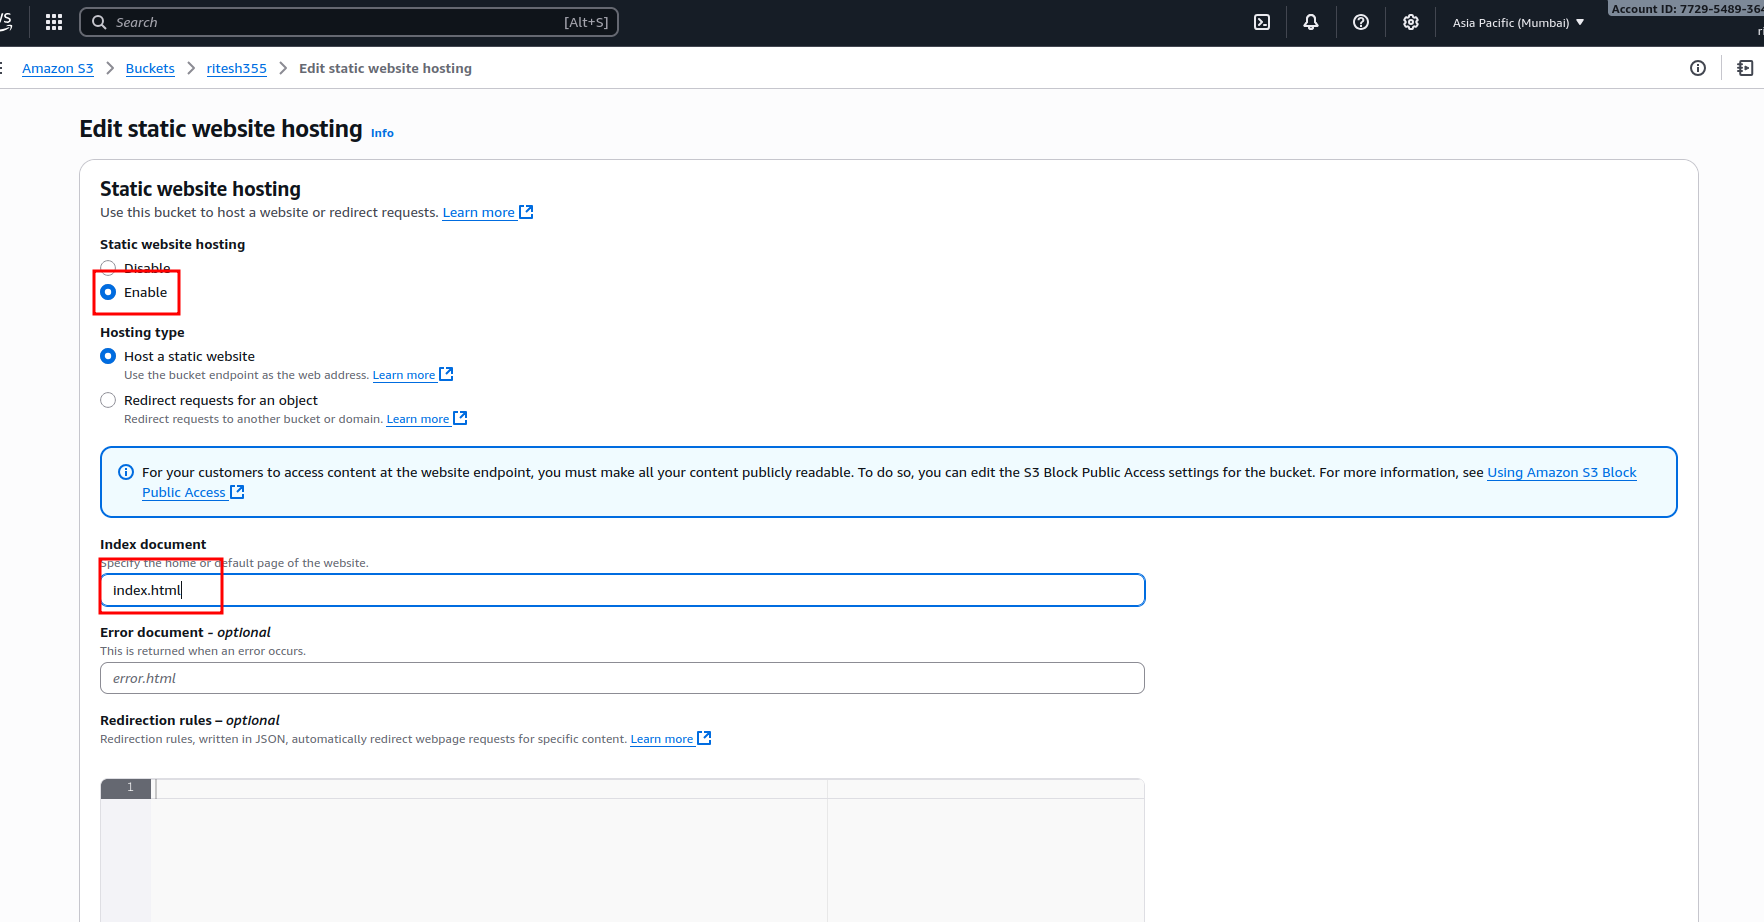 Search [Alt+S] Asia Pacific (Mumbai) Account ID: 7729-5489-364
Amazon S3 Buckets ritesh355 Edit static website hosting
Edit static website hosting Info
Static website hosting
Use this bucket to host a website or redirect requests. Learn more
Static website hosting
Disable
Enable
Hosting type
Host a static website
Use the bucket endpoint as the web address. Learn more
Redirect requests for an object
Redirect requests to another bucket or domain. Learn more
For your customers to access content at the website endpoint, you must make all your content publicly readable. To do so, you can edit the S3 Block Public Access settings for the bucket. For more information, see Using Amazon S3 Block
Public Access
Index document
Specify the home or default page of the website.
index.html
Error document - optional
This is returned when an error occurs.
error.html
Redirection rules – optional
Redirection rules, written in JSON, automatically redirect webpage requests for specific content. Learn more
1